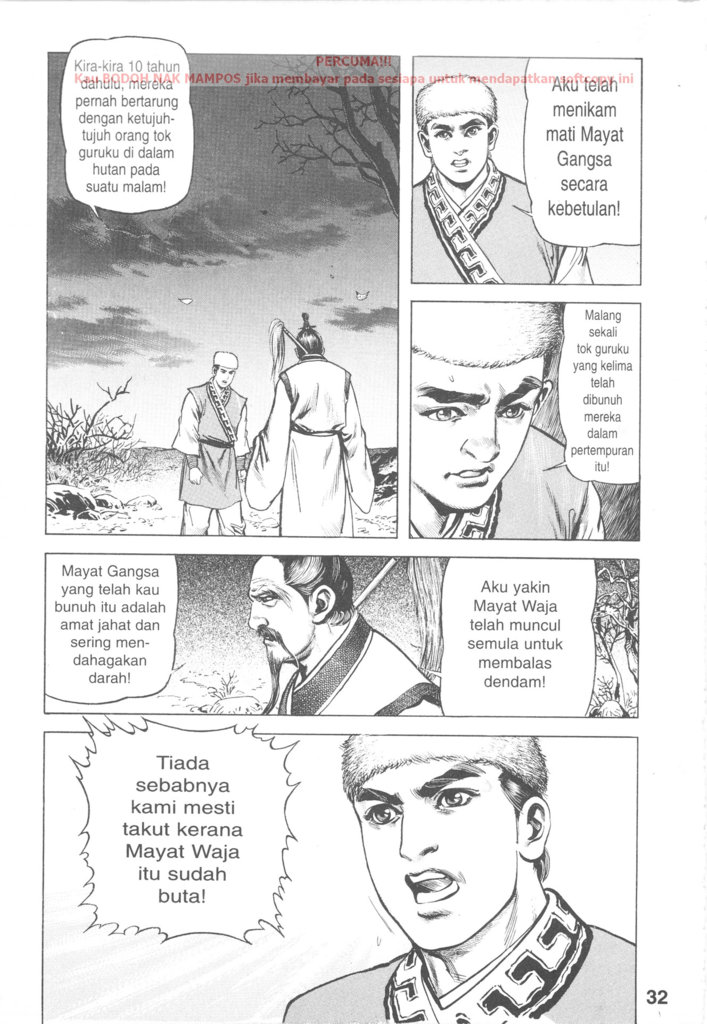 PERCUMA!!!
Kau BODOH NAK MAMPOS jika membayar pada sesiapa untuk mendapatkan softcopy ini
Kira-kira 10 tahun
dahulu, mereka
pernah bertarung
dengan ketujuh-
tujuh orang tok
guruku di dalam
hutan pada
suatu malam!
Aku telah
menikam
mati Mayat
Gangsa
secara
kebetulan!
Malang
sekali
tok guruku
yang kelima
telah
dibunuh
mereka
dalam
pertempuran
itu!
Mayat Gangsa
yang telah kau
bunuh itu adalah
amat jahat dan
sering men-
dahagakan
darah!
Aku yakin
Mayat Waja
telah muncul
semula untuk
membalas
dendam!
Tiada
sebabnya
kami mesti
takut kerana
Mayat Waja
itu sudah
buta!
32